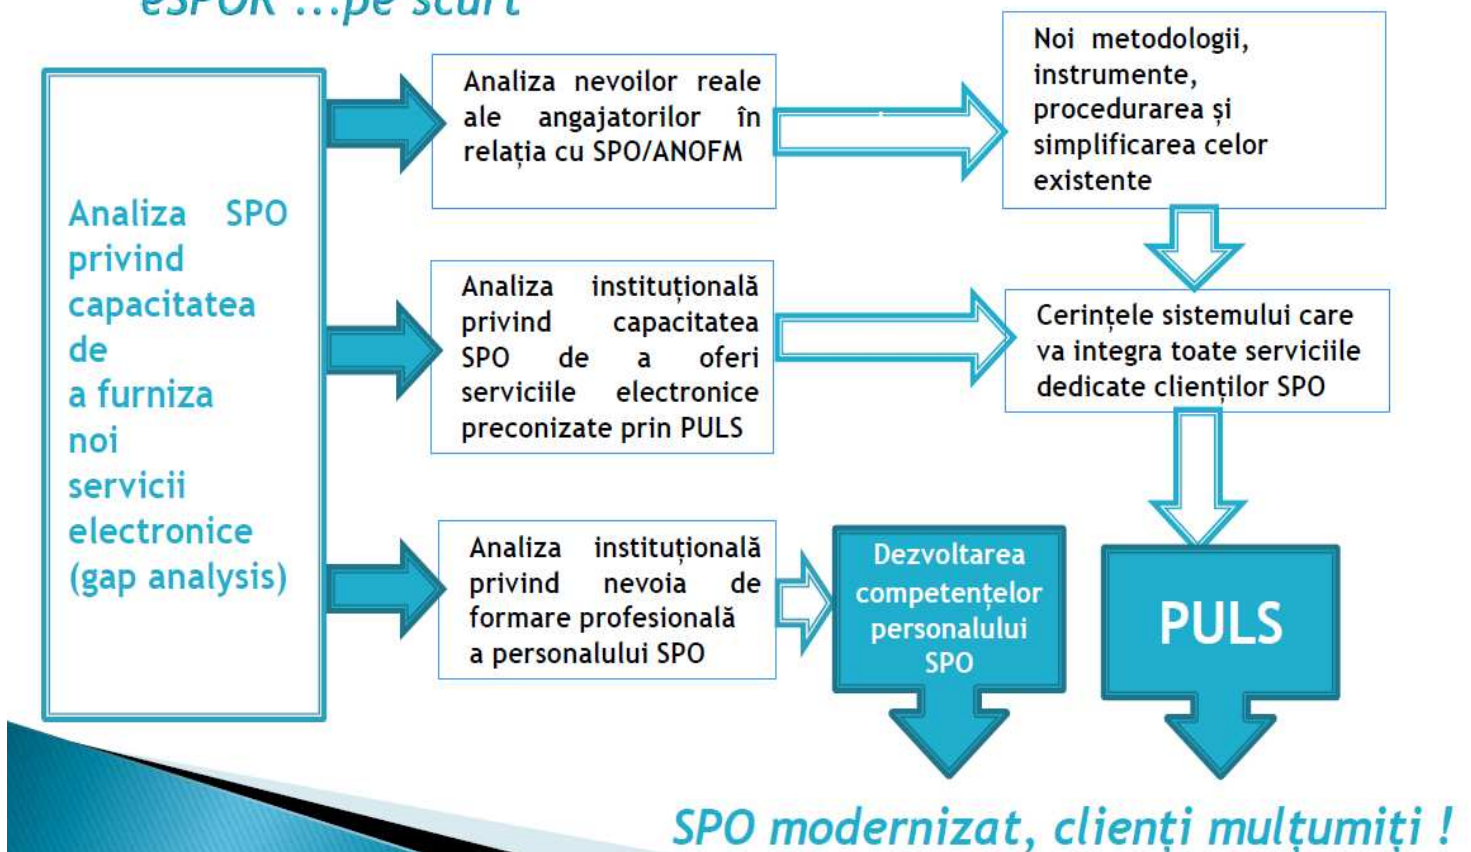 eSPOR ...pe scurt
Analiza SPO
privind
capacitatea
de
a furniza
noi
servicii
electronice
(gap analysis)
Analiza nevoilor reale
ale angajatorilor în
relația cu SPO/ANOFM
Noi metodologii,
instrumente,
procedurarea și
simplificarea celor
existente
Analiza instituțională
privind capacitatea
SPO de a oferi
serviciile electronice
preconizate prin PULS
Cerințele sistemului care
va integra toate serviciile
dedicate clienților SPO
Analiza instituțională
privind nevoia de
formare profesională
a personalului SPO
Dezvoltarea
competențelor
personalului
SPO
PULS
SPO modernizat, clienți mulțumiți !